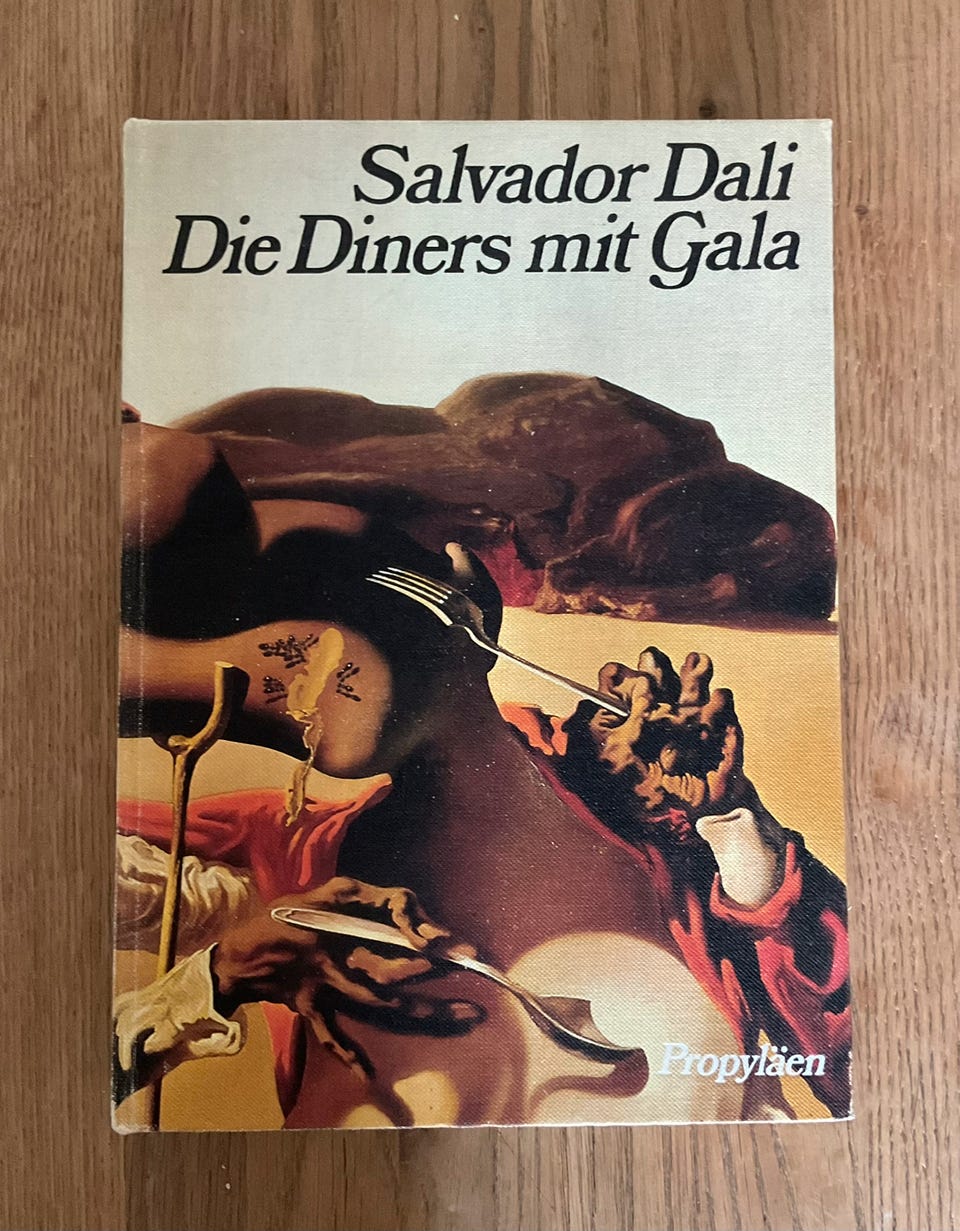 Salvador Dali
Die Diners mit Gala
Propyläen